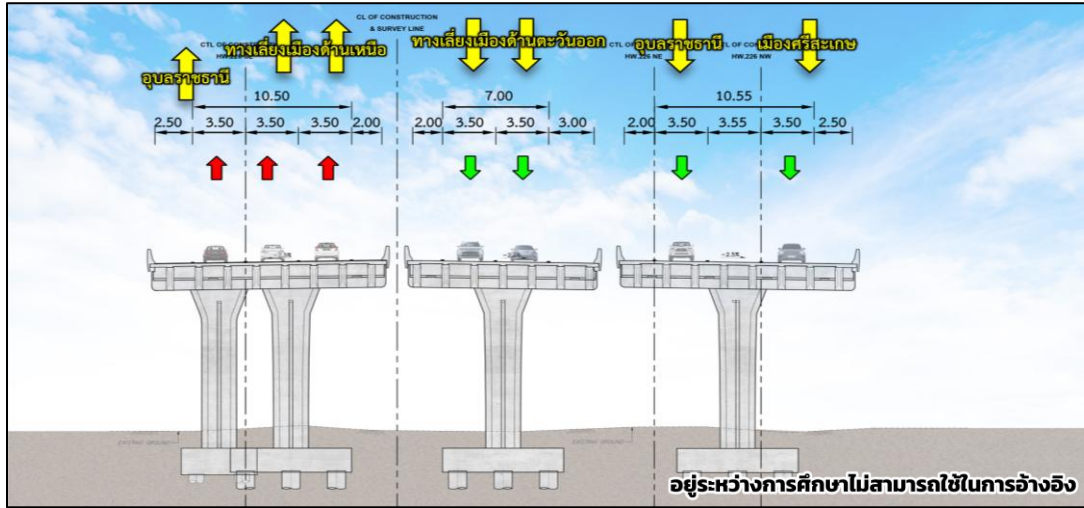 CL OF CONSTRUCTION
& SURVEY LINE
ทางเลี่ยงเมืองด้านเหนือ
ทางเลี่ยงเมืองด้านตะวันออก
อุบลราชธานี
เมืองศรีสะเกษ
HW.226 NE
HW.226 NW
อุบลราชธานี
10.50
7.00
10.55
2.50 3.50 3.50 3.50 2.00
2.00 3.50 3.50 3.00
2.00 3.50 3.55 3.50 2.50
EXISTING GROUND
EXISTING GROUND
อยู่ระหว่างการศึกษาไม่สามารถใช้ในการอ้างอิง